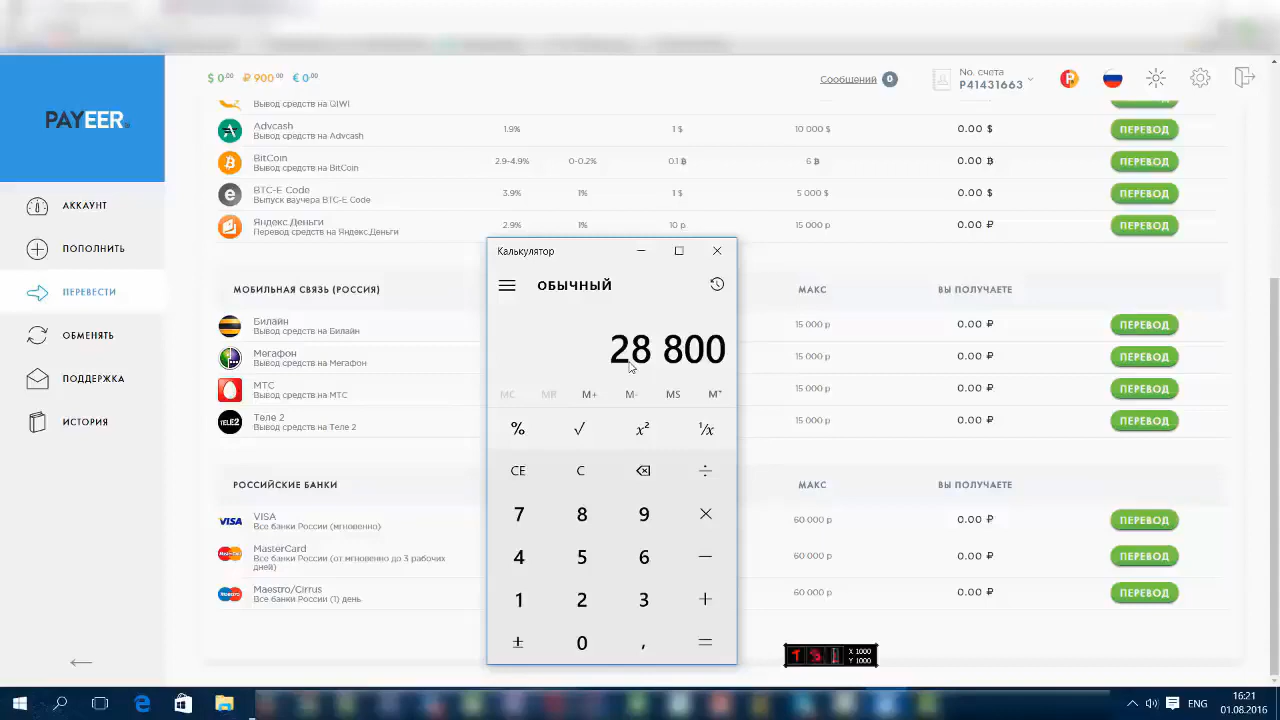 $ 0.00 ₽ 900.00 € 0.00
Сообщений 0
No. счета
P41431663
PAYEER
АККАУНТ
ПОПОЛНИТЬ
ПЕРЕВЕСТИ
ОБМЕНЯТЬ
ПОДДЕРЖКА
ИСТОРИЯ
Вывод средств на QIWI
Advcash 1.9% 1 $ 10 000 $ 0.00 $ ПЕРЕВОД
Вывод средств на Advcash
BitCoin 2.9-4.9% 0-0.2% 0.1 Ƀ 6 Ƀ 0.00 Ƀ ПЕРЕВОД
Вывод средств на BitCoin
BTC-E Code 3.9% 1% 1 $ 5 000 $ 0.00 $ ПЕРЕВОД
Выпуск ваучера BTC-E Code
Яндекс.Деньги 2.9% 1% 10 р. 15 000 р 0.00 ₽ ПЕРЕВОД
Перевод средств на Яндекс.Деньги
МОБИЛЬНАЯ СВЯЗЬ (РОССИЯ) МАКС ВЫ ПОЛУЧАЕТЕ
Билайн 15 000 р 0.00 ₽ ПЕРЕВОД
Вывод средств на Билайн
Мегафон 15 000 р 0.00 ₽ ПЕРЕВОД
Вывод средств на Мегафон
МТС 15 000 р 0.00 ₽ ПЕРЕВОД
Вывод средств на МТС
TELE2 Теле 2 15 000 р 0.00 ₽ ПЕРЕВОД
Вывод средств на Теле 2
РОССИЙСКИЕ БАНКИ МАКС ВЫ ПОЛУЧАЕТЕ
VISA VISA 60 000 р 0.00 ₽ ПЕРЕВОД
Все банки России (мгновенно)
MasterCard 60 000 р 0.00 ₽ ПЕРЕВОД
Все банки России (от мгновенно до 3 рабочих
дней)
Maestro/Cirrus 60 000 р 0.00 ₽ ПЕРЕВОД
Все банки России (1) день
Калькулятор
ОБЫЧНЫЙ
28 800
MC MR M+ M- MS M˅
% √ x² ¹/x
CE C ÷
7 8 9 ×
4 5 6 −
1 2 3 +
± 0 , =
X 1000
Y 1000
ENG
16:21
01.08.2016